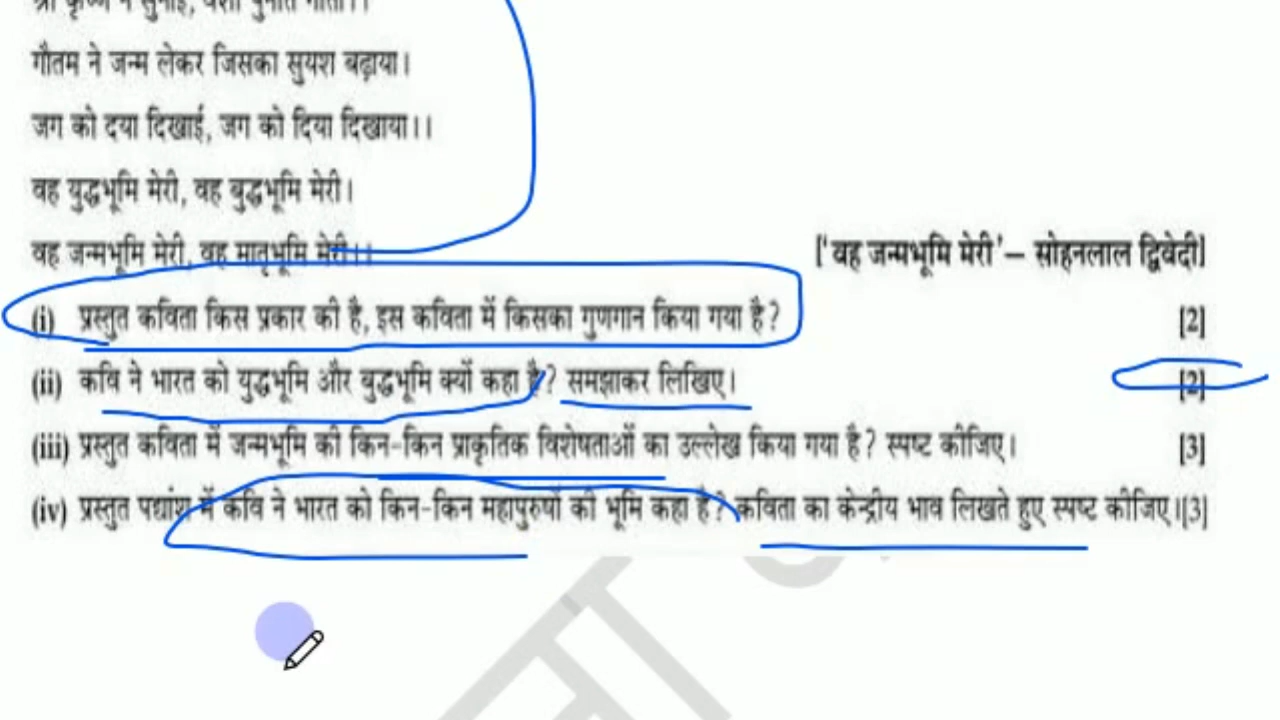 श्री कृष्ण ने सुनाई, वंशी पुनीत गीता।।
गौतम ने जन्म लेकर जिसका सुयश बढ़ाया।
जग को दया दिखाई, जग को दिया दिखाया।।
वह युद्धभूमि मेरी, वह बुद्धभूमि मेरी।
वह जन्मभूमि मेरी, वह मातृभूमि मेरी।।
['वह जन्मभूमि मेरी' – सोहनलाल द्विवेदी]
(i) प्रस्तुत कविता किस प्रकार की है, इस कविता में किसका गुणगान किया गया है? [2]
(ii) कवि ने भारत को युद्धभूमि और बुद्धभूमि क्यों कहा है? समझाकर लिखिए। [2]
(iii) प्रस्तुत कविता में जन्मभूमि की किन-किन प्राकृतिक विशेषताओं का उल्लेख किया गया है? स्पष्ट कीजिए। [3]
(iv) प्रस्तुत पद्यांश में कवि ने भारत को किन-किन महापुरुषों की भूमि कहा है? कविता का केन्द्रीय भाव लिखते हुए स्पष्ट कीजिए।[3]